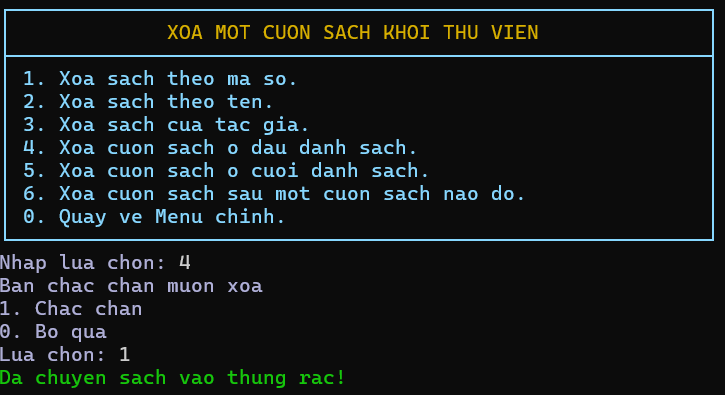 XOA MOT CUON SACH KHOI THU VIEN
1. Xoa sach theo ma so.
2. Xoa sach theo ten.
3. Xoa sach cua tac gia.
4. Xoa cuon sach o dau danh sach.
5. Xoa cuon sach o cuoi danh sach.
6. Xoa cuon sach sau mot cuon sach nao do.
0. Quay ve Menu chinh.
Nhap lua chon: 4
Ban chac chan muon xoa
1. Chac chan
0. Bo qua
Lua chon: 1
Da chuyen sach vao thung rac!